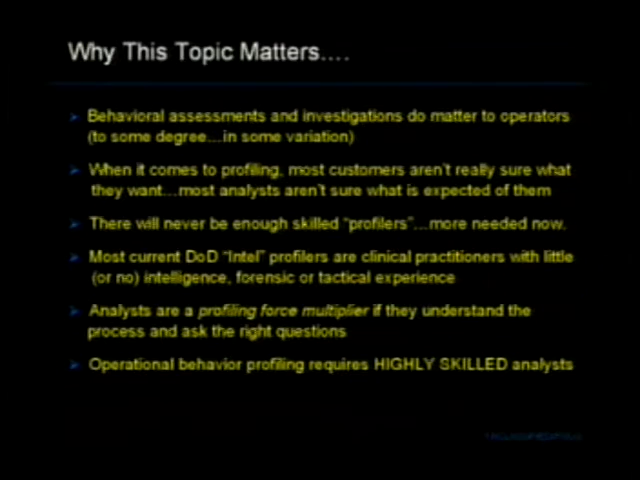 Why This Topic Matters....
Behavioral assessments and investigations do matter to operators
(to some degree...in some variation)
When it comes to profiling, most customers aren't really sure what
they want...most analysts aren't sure what is expected of them
There will never be enough skilled "profilers"...more needed now.
Most current DoD "Intel" profilers are clinical practitioners with little
(or no) intelligence, forensic or tactical experience
Analysts are a profiling force multiplier if they understand the
process and ask the right questions
Operational behavior profiling requires HIGHLY SKILLED analysts